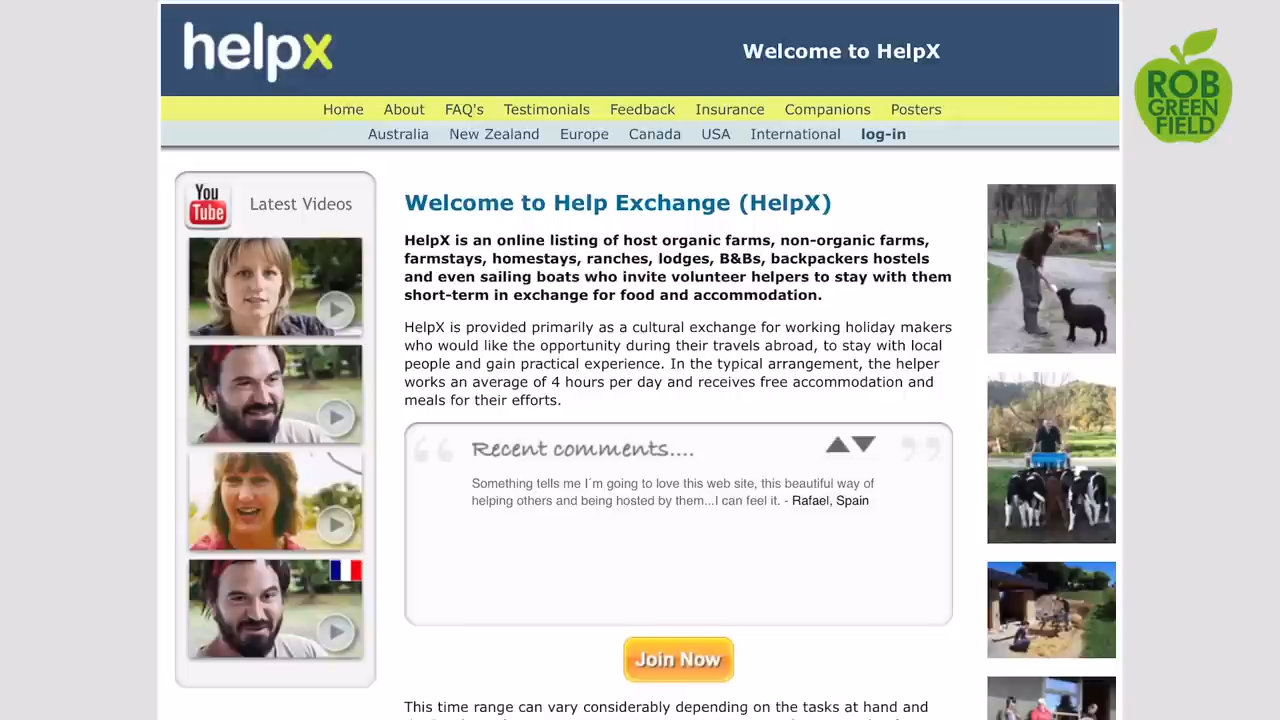 helpx
Welcome to HelpX
ROB
GREEN
FIELD
Home About FAQ's Testimonials Feedback Insurance Companions Posters
Australia New Zealand Europe Canada USA International log-in
You
Tube
Latest Videos
Welcome to Help Exchange (HelpX)
HelpX is an online listing of host organic farms, non-organic farms,
farmstays, homestays, ranches, lodges, B&Bs, backpackers hostels
and even sailing boats who invite volunteer helpers to stay with them
short-term in exchange for food and accommodation.
HelpX is provided primarily as a cultural exchange for working holiday makers
who would like the opportunity during their travels abroad, to stay with local
people and gain practical experience. In the typical arrangement, the helper
works an average of 4 hours per day and receives free accommodation and
meals for their efforts.
Recent comments....
Something tells me I´m going to love this web site, this beautiful way of
helping others and being hosted by them...I can feel it. - Rafael, Spain
Join Now
This time range can vary considerably depending on the tasks at hand and